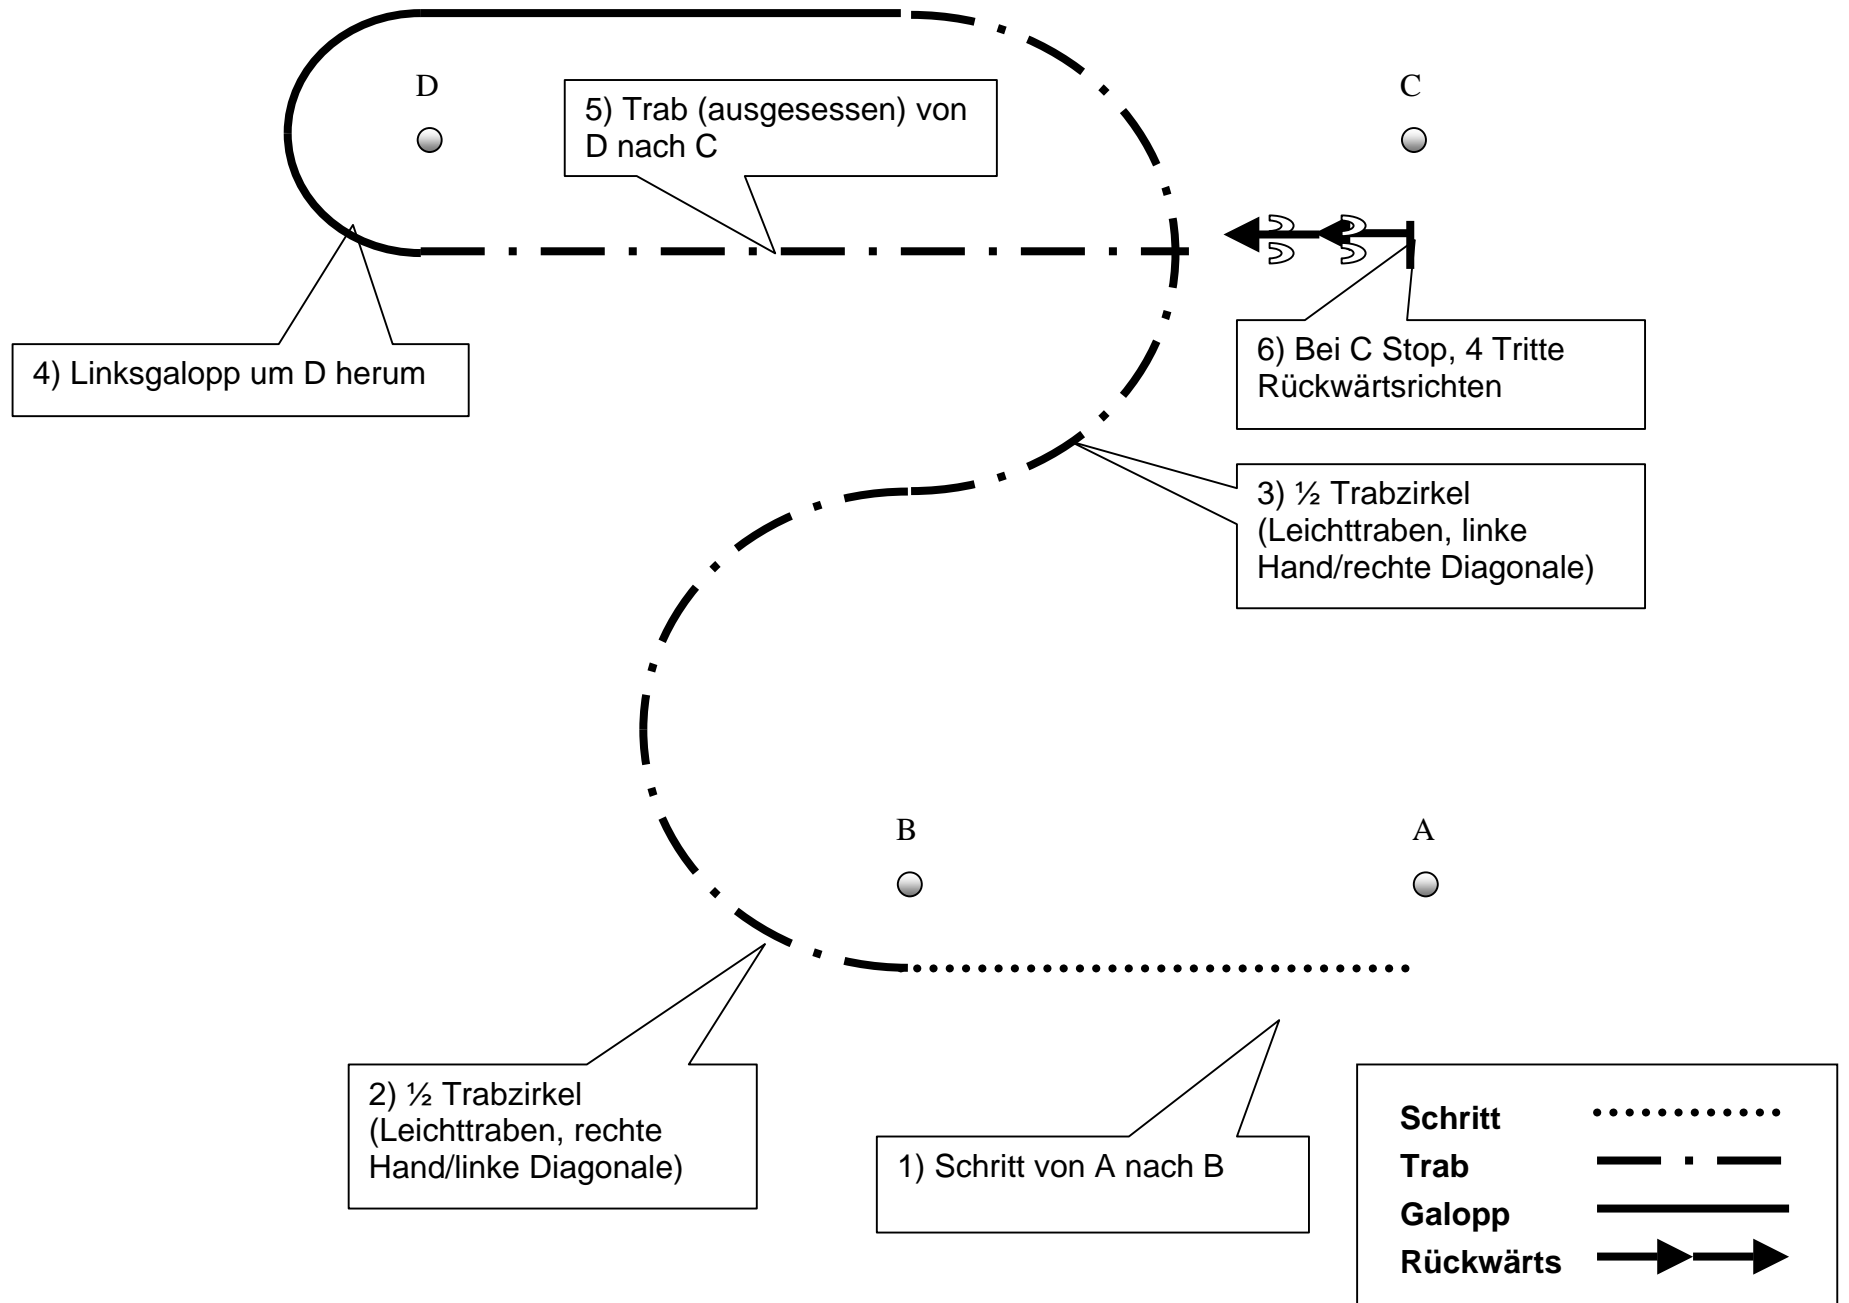 D
C
5) Trab (ausgesessen) von
D nach C
4) Linksgalopp um D herum
6) Bei C Stop, 4 Tritte
Rückwärtsrichten
3) ½ Trabzirkel
(Leichttraben, linke
Hand/rechte Diagonale)
B
A
2) ½ Trabzirkel
(Leichttraben, rechte
Hand/linke Diagonale)
1) Schritt von A nach B
Schritt
Trab
Galopp
Rückwärts